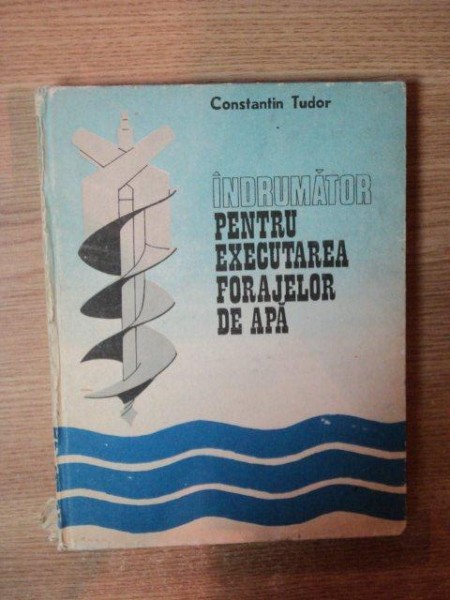 Constantin Tudor
ÎNDRUMĂTOR
PENTRU
EXECUTAREA
FORAJELOR
DE APĂ